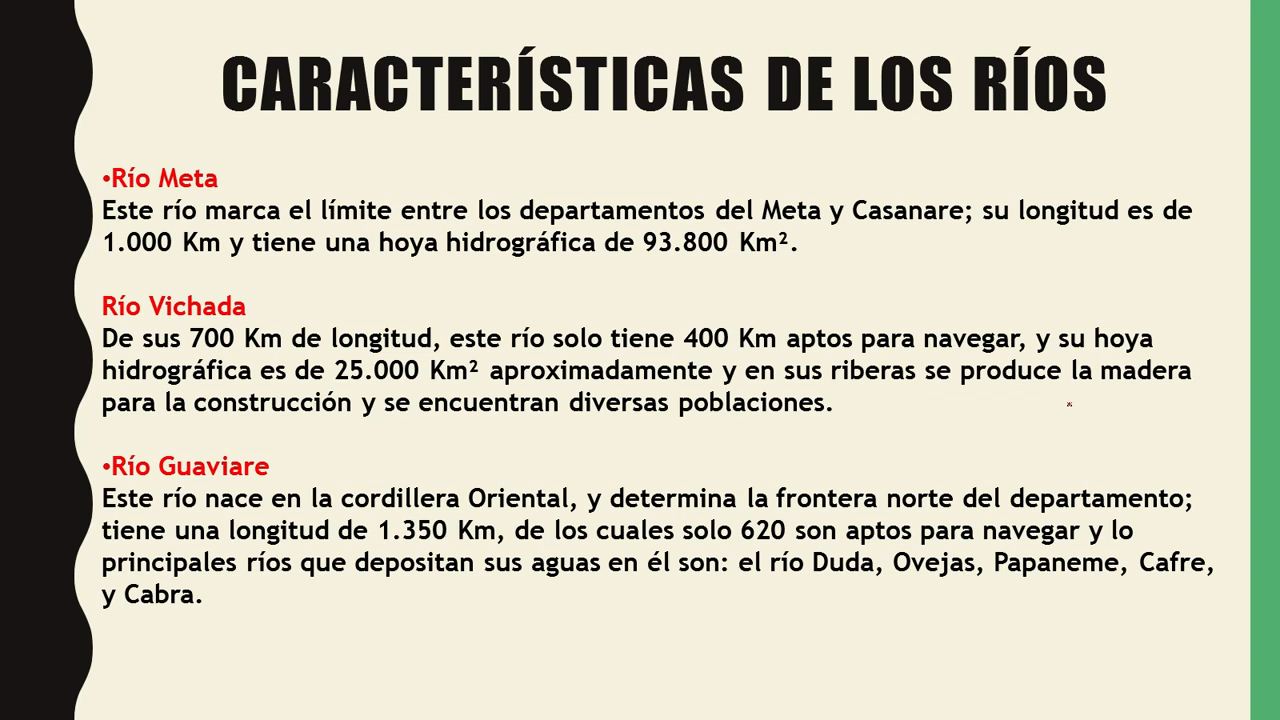 CARACTERÍSTICAS DE LOS RÍOS
•Río Meta
Este río marca el límite entre los departamentos del Meta y Casanare; su longitud es de
1.000 Km y tiene una hoya hidrográfica de 93.800 Km².
Río Vichada
De sus 700 Km de longitud, este río solo tiene 400 Km aptos para navegar, y su hoya
hidrográfica es de 25.000 Km² aproximadamente y en sus riberas se produce la madera
para la construcción y se encuentran diversas poblaciones.
•Río Guaviare
Este río nace en la cordillera Oriental, y determina la frontera norte del departamento;
tiene una longitud de 1.350 Km, de los cuales solo 620 son aptos para navegar y lo
principales ríos que depositan sus aguas en él son: el río Duda, Ovejas, Papaneme, Cafre,
y Cabra.